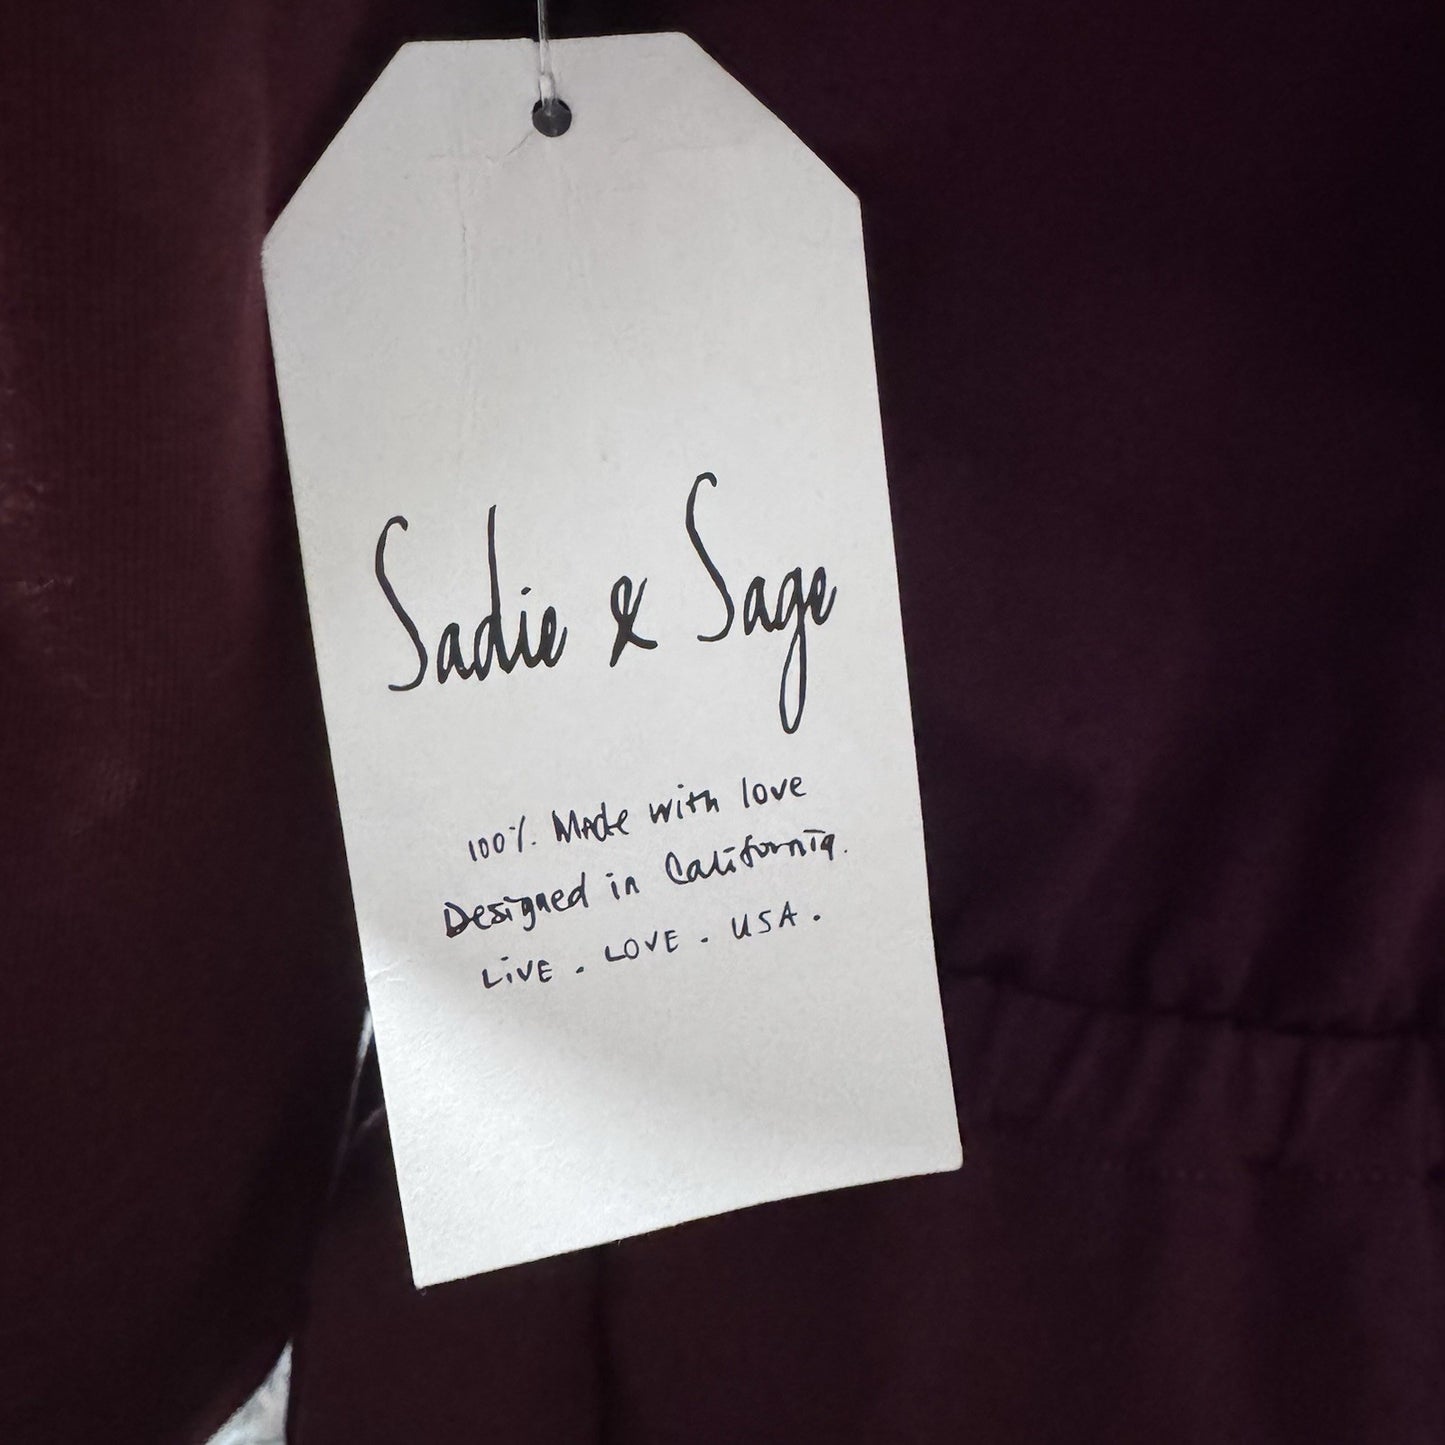 Sadie & Sage
100% Made with love
Designed in California.
LiVE . LOVE . USA .